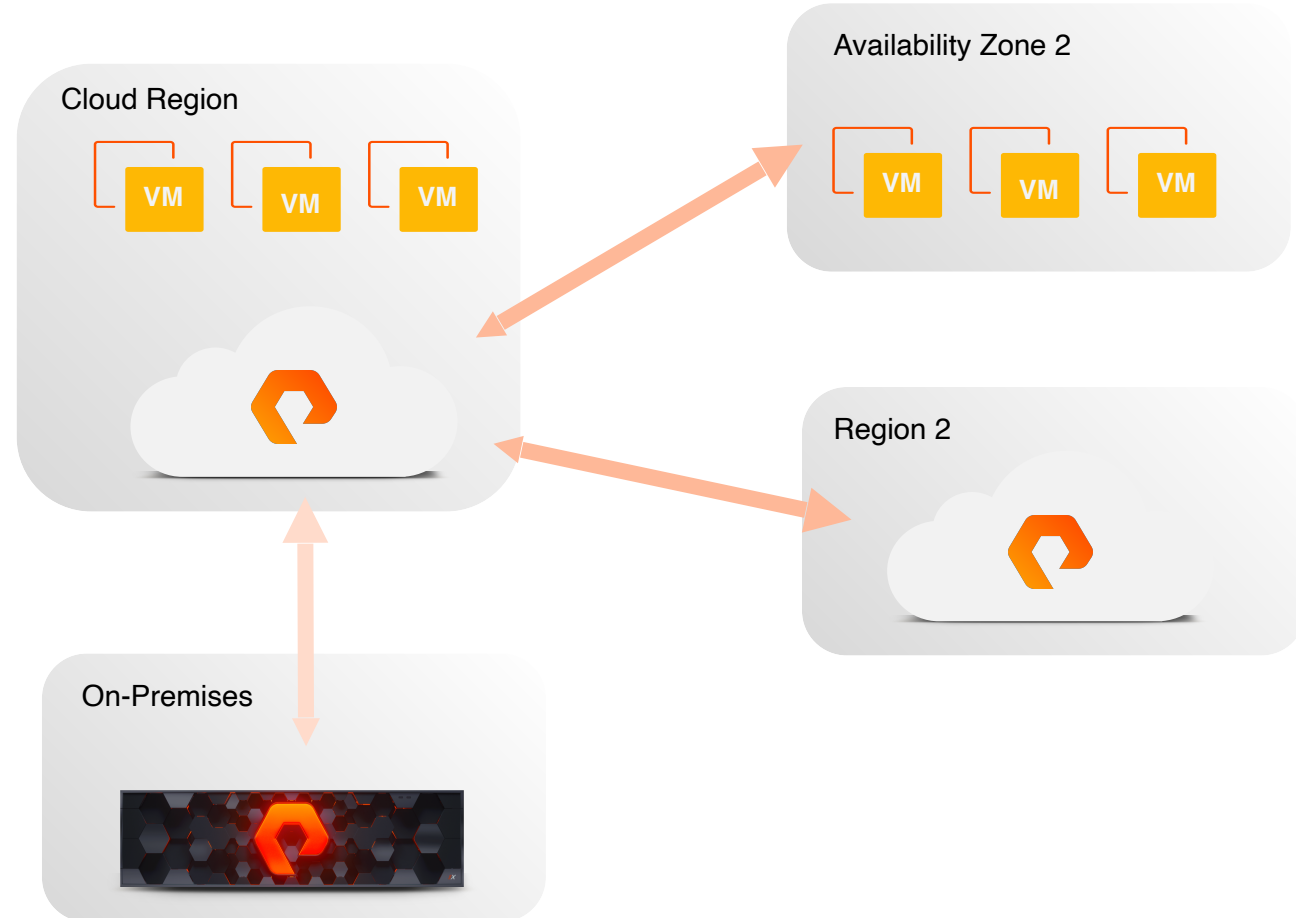 Cloud Region
VM
VM
VM
Availability Zone 2
VM
VM
VM
Region 2
On-Premises
X